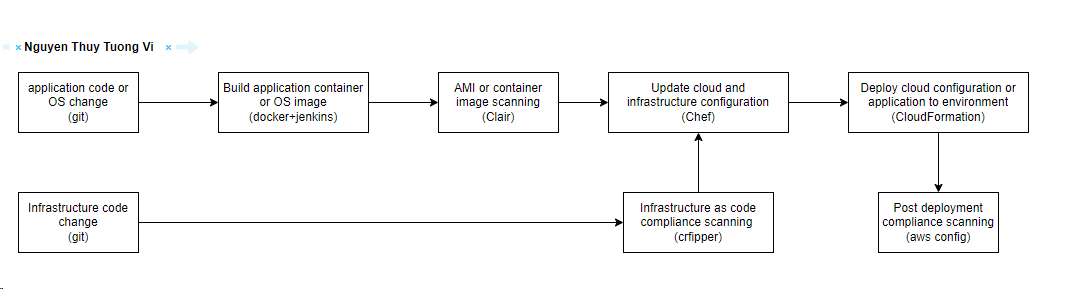 Nguyen Thuy Tuong Vi
application code or
OS change
(git)
Build application container
or OS image
(docker+jenkins)
AMI or container
image scanning
(Clair)
Update cloud and
infrastructure configuration
(Chef)
Deploy cloud configuration or
application to environment
(CloudFormation)
Infrastructure code
change
(git)
Infrastructure as code
compliance scanning
(crfipper)
Post deployment
compliance scanning
(aws config)